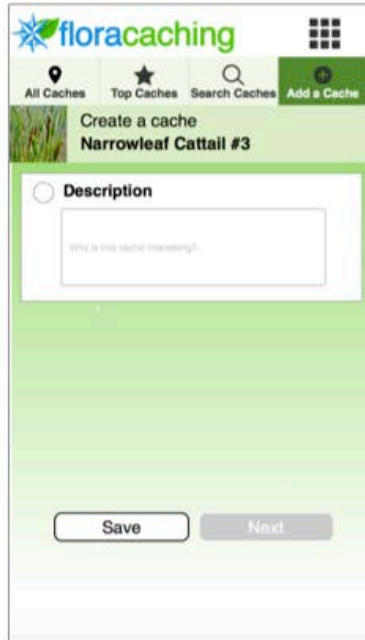 floracaching
All Caches Top Caches Search Caches Add a Cache
Create a cache
Narrowleaf Cattail #3
Description
Why is this cache interesting?
Save Next